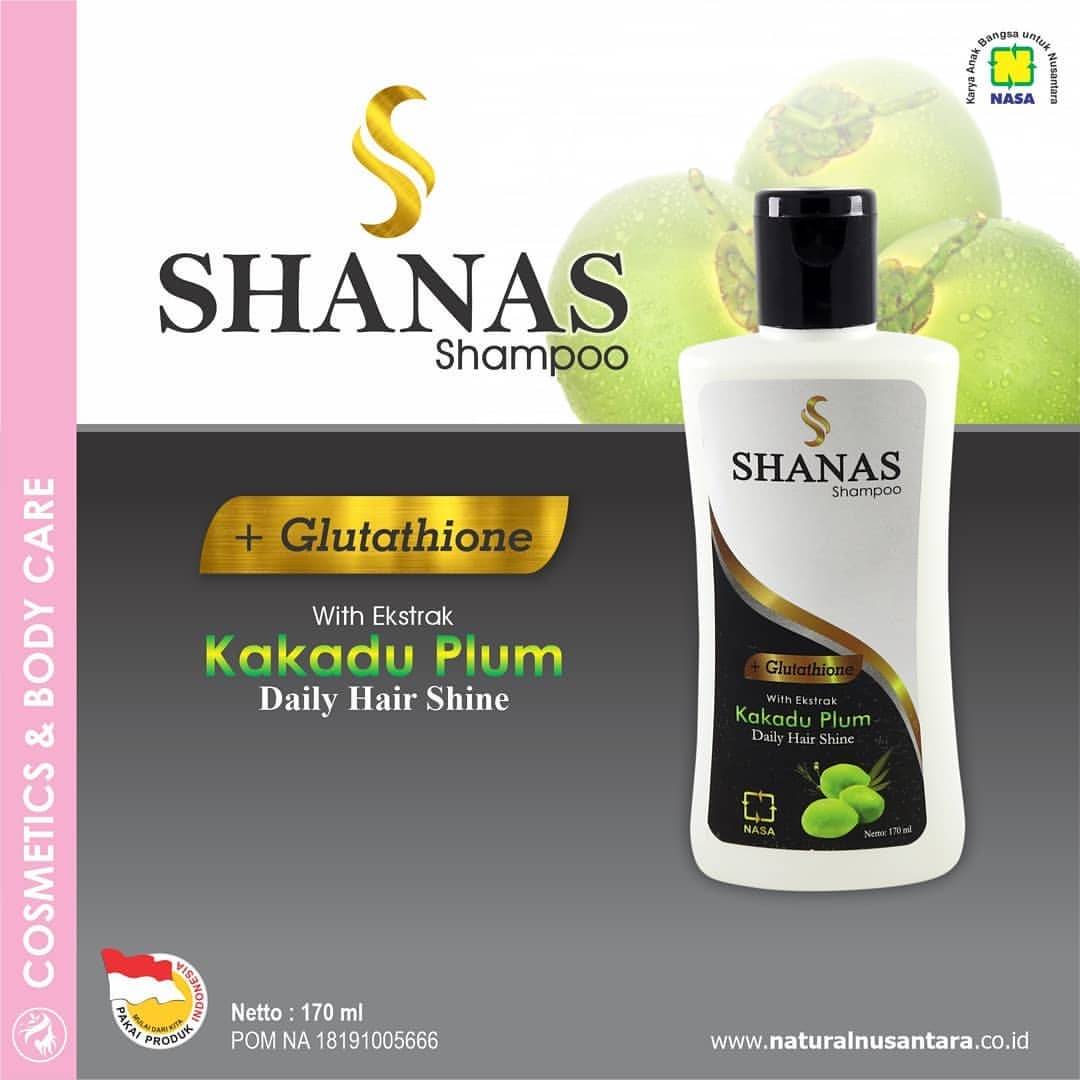 Karya Anak Bangsa untuk Nusantara
NASA
SHANAS
Shampoo
+ Glutathione
With Ekstrak
Kakadu Plum
Daily Hair Shine
SHANAS
Shampoo
+ Glutathione
With Ekstrak
Kakadu Plum
Daily Hair Shine
NASA
Netto: 170 ml
COSMETICS & BODY CARE
MULAI DARI KITA
PAKAI PRODUK INDONESIA
Netto : 170 ml
POM NA 18191005666
www.naturalnusantara.co.id